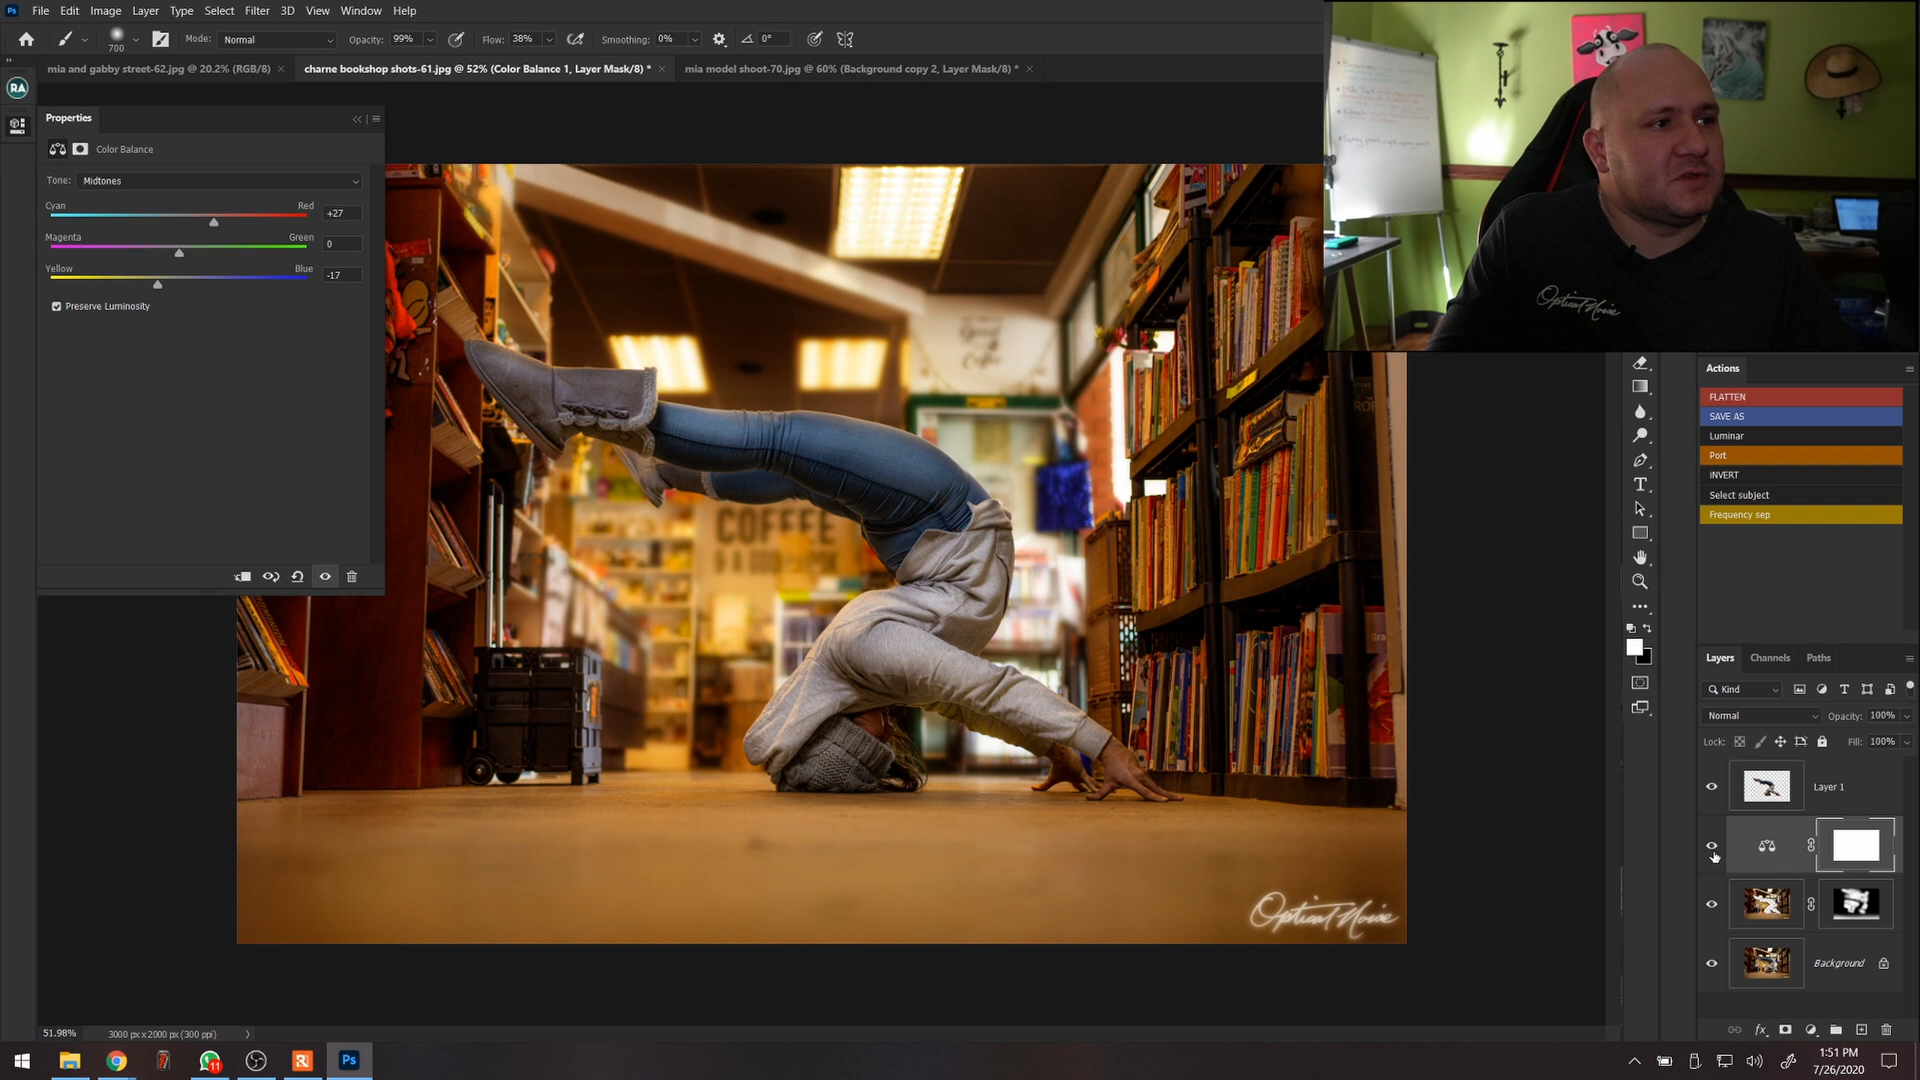 File Edit Image Layer Type Select Filter 3D View Window Help
700 Mode: Normal Opacity: 99% Flow: 38% Smoothing: 0% 0°
mia and gabby street-62.jpg @ 20.2% (RGB/8) charne bookshop shots-61.jpg @ 52% (Color Balance 1, Layer Mask/8) * mia model shoot-70.jpg @ 60% (Background copy 2, Layer Mask/8) *
RA
Properties
Color Balance
Tone: Midtones
Cyan Red +27
Magenta Green 0
Yellow Blue -17
Preserve Luminosity
COFFEE
Optical Noise
Optical Noise
Actions
FLATTEN
SAVE AS
Luminar
Port
INVERT
Select subject
Frequency sep
Layers Channels Paths
Kind
Normal Opacity: 100%
Lock: Fill: 100%
Layer 1
Background
51.98% 3000 px x 2000 px (300 ppi)
11
Ps
1:51 PM
7/26/2020